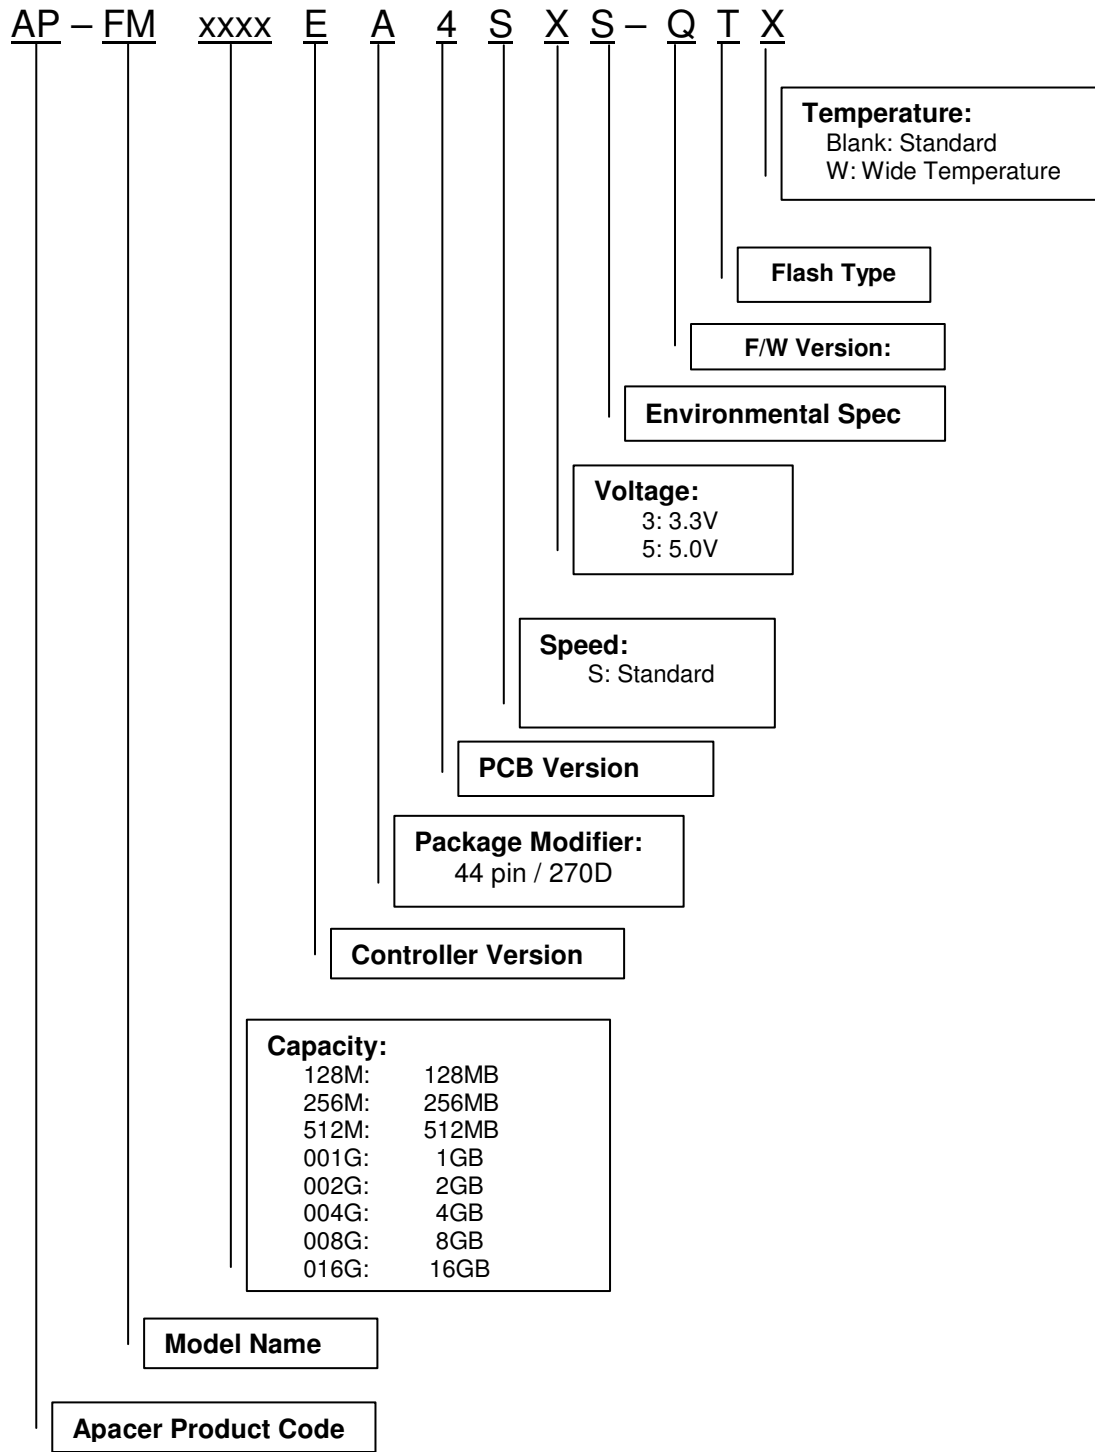 AP – FM xxxx E A 4 S X S – Q T X
Temperature:
Blank: Standard
W: Wide Temperature
Flash Type
F/W Version:
Environmental Spec
Voltage:
3: 3.3V
5: 5.0V
Speed:
S: Standard
PCB Version
Package Modifier:
44 pin / 270D
Controller Version
Capacity:
128M: 128MB
256M: 256MB
512M: 512MB
001G: 1GB
002G: 2GB
004G: 4GB
008G: 8GB
016G: 16GB
Model Name
Apacer Product Code